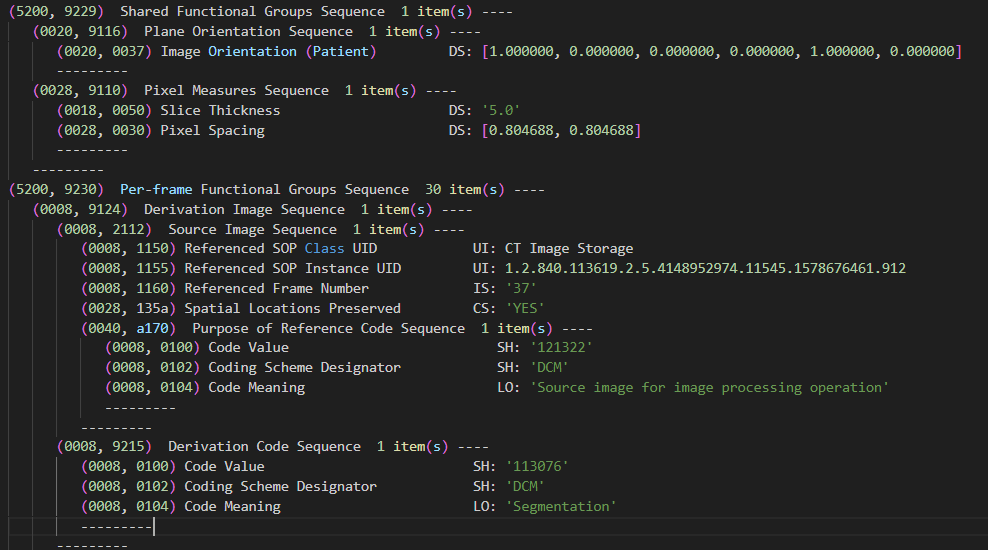 (5200, 9229)  Shared Functional Groups Sequence  1 item(s) ----
(0020, 9116)  Plane Orientation Sequence  1 item(s) ----
(0020, 0037) Image Orientation (Patient)         DS: [1.000000, 0.000000, 0.000000, 0.000000, 1.000000, 0.000000]
---------
(0028, 9110)  Pixel Measures Sequence  1 item(s) ----
(0018, 0050) Slice Thickness                     DS: '5.0'
(0028, 0030) Pixel Spacing                       DS: [0.804688, 0.804688]
---------
---------
(5200, 9230)  Per-frame Functional Groups Sequence  30 item(s) ----
(0008, 9124)  Derivation Image Sequence  1 item(s) ----
(0008, 2112)  Source Image Sequence  1 item(s) ----
(0008, 1150) Referenced SOP Class UID            UI: CT Image Storage
(0008, 1155) Referenced SOP Instance UID         UI: 1.2.840.113619.2.5.4148952974.11545.1578676461.912
(0008, 1160) Referenced Frame Number             IS: '37'
(0028, 135a) Spatial Locations Preserved         CS: 'YES'
(0040, a170)  Purpose of Reference Code Sequence  1 item(s) ----
(0008, 0100) Code Value                          SH: '121322'
(0008, 0102) Coding Scheme Designator            SH: 'DCM'
(0008, 0104) Code Meaning                        LO: 'Source image for image processing operation'
---------
---------
(0008, 9215)  Derivation Code Sequence  1 item(s) ----
(0008, 0100) Code Value                          SH: '113076'
(0008, 0102) Coding Scheme Designator            SH: 'DCM'
(0008, 0104) Code Meaning                        LO: 'Segmentation'
---------
---------